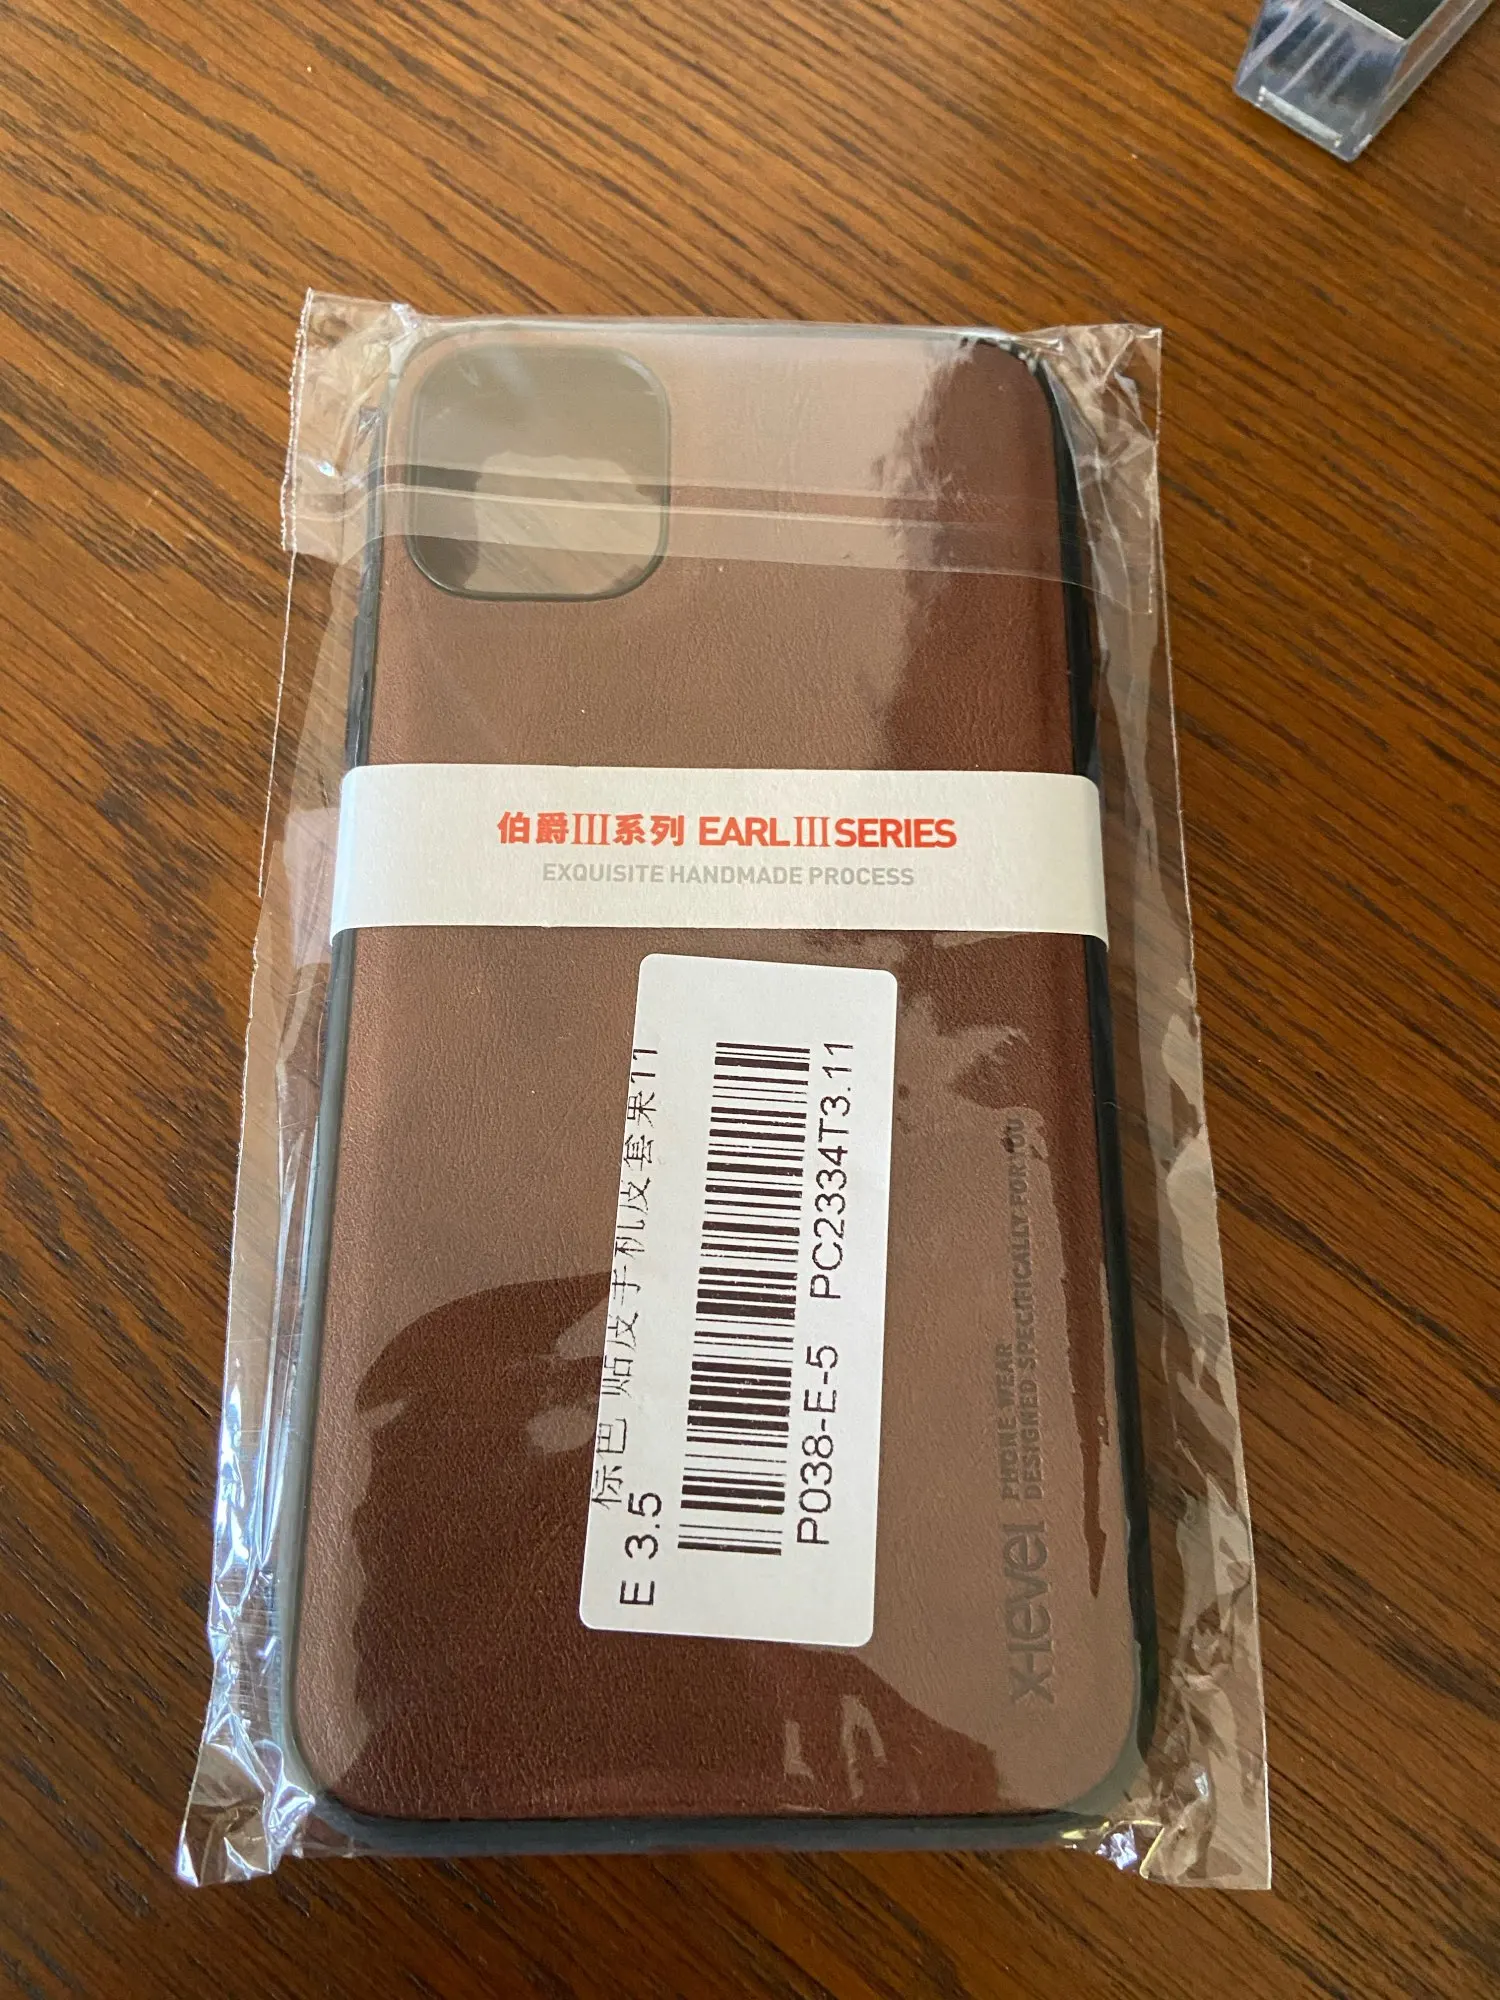 伯爵III系列 EARL III SERIES
EXQUISITE HANDMADE PROCESS
棕色 贴皮手机皮套果11
E 3.5
P038-E-5 PC2334T3.11
X-level
PHONE WEAR
DESIGNED SPECIFICALLY FOR YOU